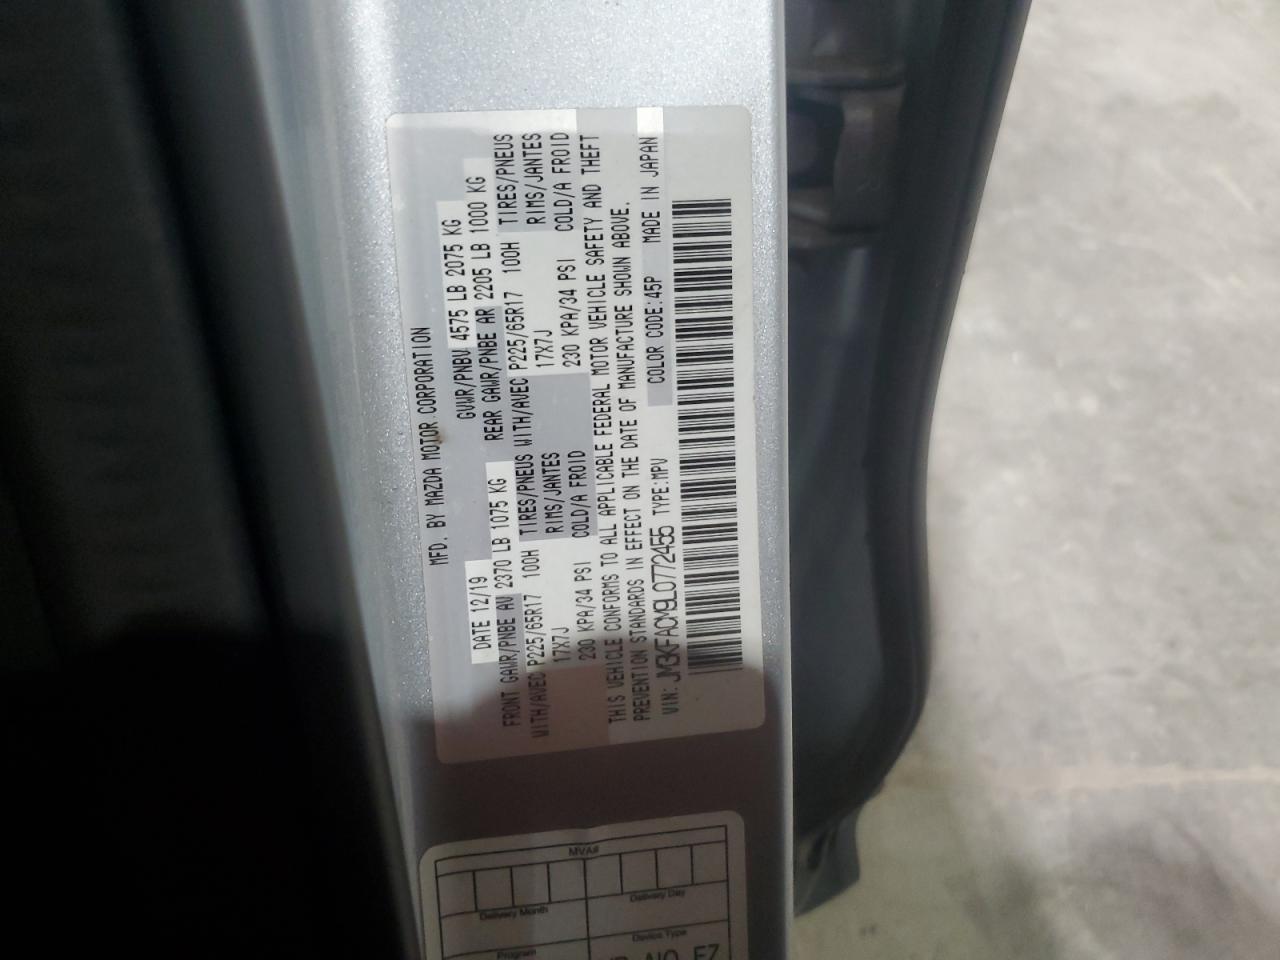 MFD. BY MAZDA MOTOR CORPORATION
DATE 12/19 GVWR/PNBV 4575 LB 2075 KG
FRONT GAWR/PNBE AV 2370 LB 1075 KG REAR GAWR/PNBE AR 2205 LB 1000 KG
WITH/AVEC P225/65R17 100H TIRES/PNEUS WITH/AVEC P225/65R17 100H TIRES/PNEUS
17X7J RIMS/JANTES 17X7J RIMS/JANTES
230 KPA/34 PSI COLD/A FROID 230 KPA/34 PSI COLD/A FROID
THIS VEHICLE CONFORMS TO ALL APPLICABLE FEDERAL MOTOR VEHICLE SAFETY AND THEFT
PREVENTION STANDARDS IN EFFECT ON THE DATE OF MANUFACTURE SHOWN ABOVE.
VIN: JM3KFACM9L0772455 TYPE:MPV COLOR CODE:45P MADE IN JAPAN
MVA#
Delivery Month Delivery Day
Program Device Type
NO EZ